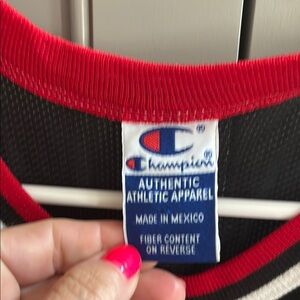 Champion®
AUTHENTIC
ATHLETIC APPAREL
MADE IN MEXICO
FIBER CONTENT
ON REVERSE